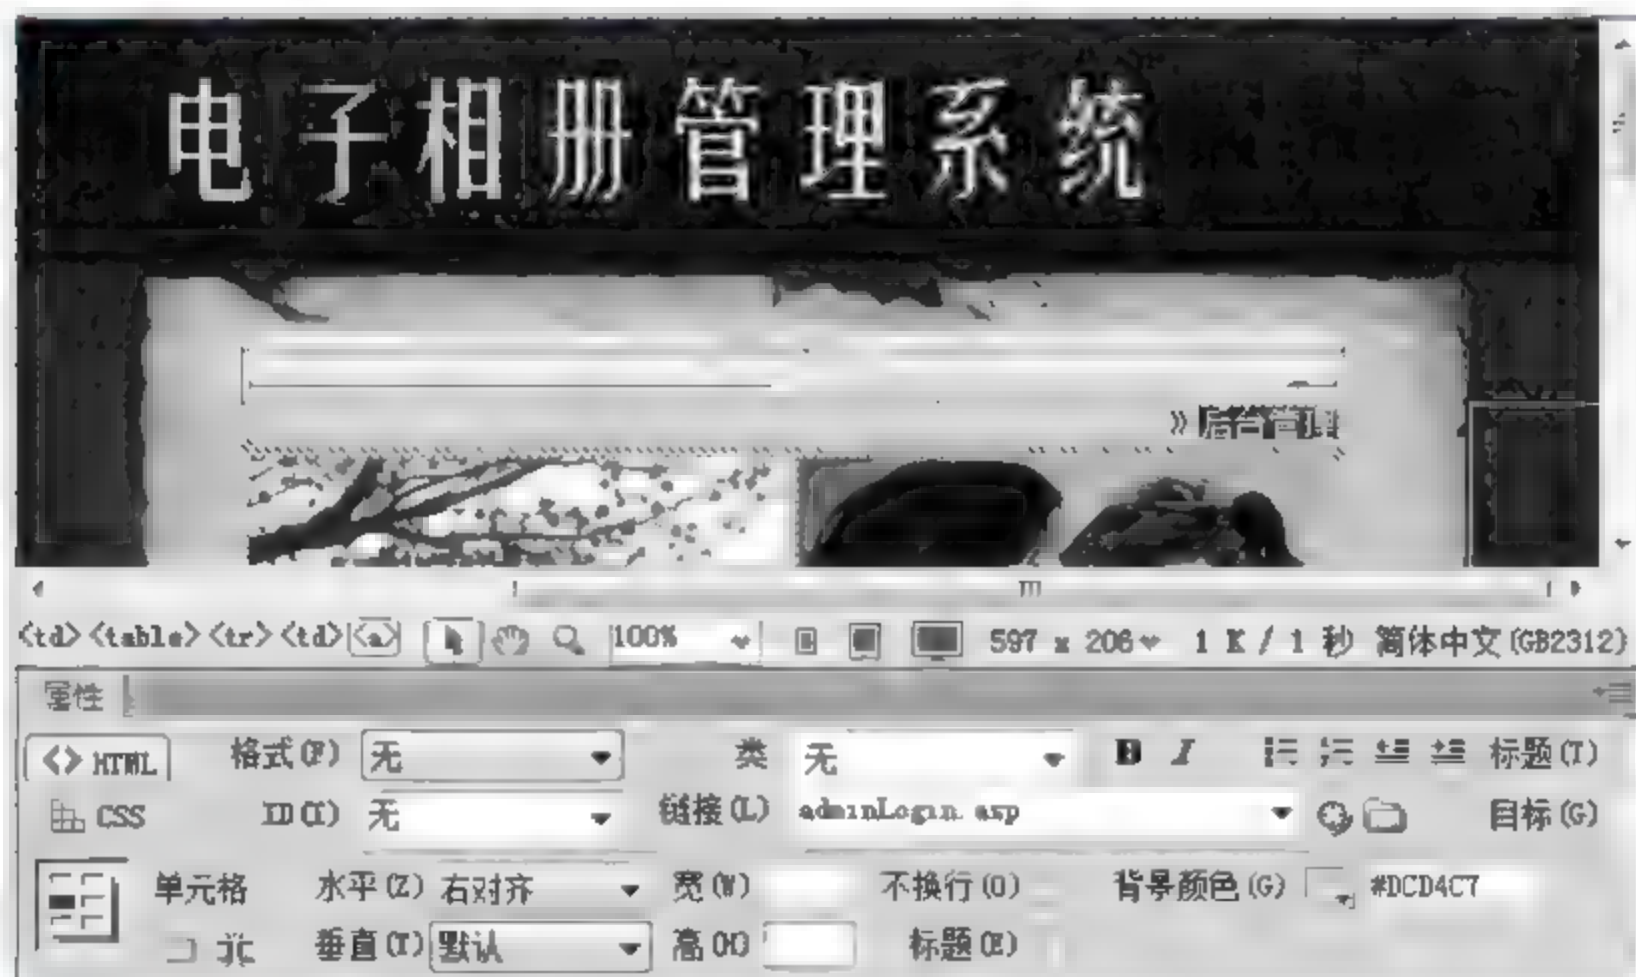 电子相册管理系统
» 后台管理
<td><table><tr><td><a> 100% 597 x 206 1 K / 1 秒 简体中文(GB2312)
属性
<> HTML 格式(F) 无 类 无 B I 标题(T)
CSS ID(I) 无 链接(L) adminLogin.asp 目标(G)
单元格 水平(Z) 右对齐 宽(W) 不换行(O) 背景颜色(G) #DCD4C7
垂直(T) 默认 高(H) 标题(E)